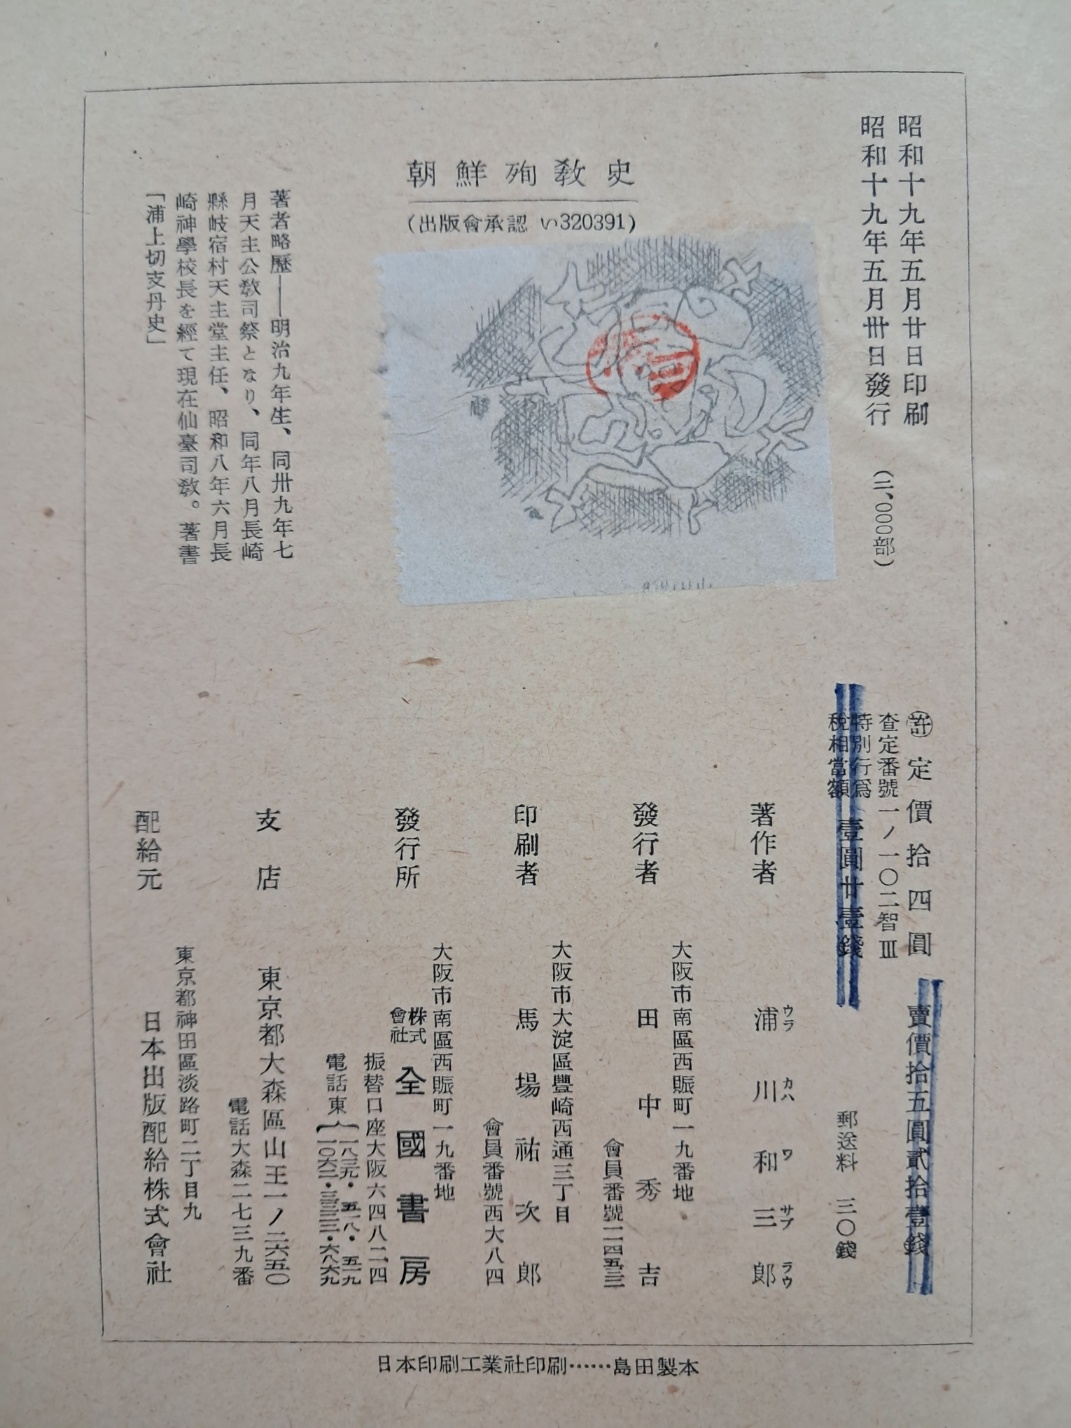 昭和十九年五月廿日印刷
昭和十九年五月卅日發行
(二、〇〇〇部)
朝鮮殉敎史
(出版會承認 い320391)
著者略歷――明治九年生、同卅九年七
月天主公敎司祭となり、同年八月長崎
縣岐宿村天主堂主任、昭和八年六月長
崎神學校長を經て現在仙臺司敎。著書
「浦上切支丹史」
㊢定價拾四圓
賣價拾五圓貳拾壹錢
査定番號一ノ一〇二智Ⅲ
特別行爲
稅相當額
壹圓廿壹錢
郵送料 三〇錢
著作者 浦川和三郎
ウラ カハ ワ サブ ラウ
大阪市南區西賑町一九番地
發行者 田中秀吉
會員番號
大阪市大淀區豐崎西通三丁目
印刷者 馬場祐次郎
會員番號西大八四
大阪市南區西賑町一九番地
發行所 株式會社 全國書房
振替口座大阪六四八二四
電話東
東京都大森區山王一ノ二六五〇
支店
電話大森二七三九番
東京都神田區淡路町二丁目九
配給元 日本出版配給株式會社
日本印刷工業社印刷……島田製本